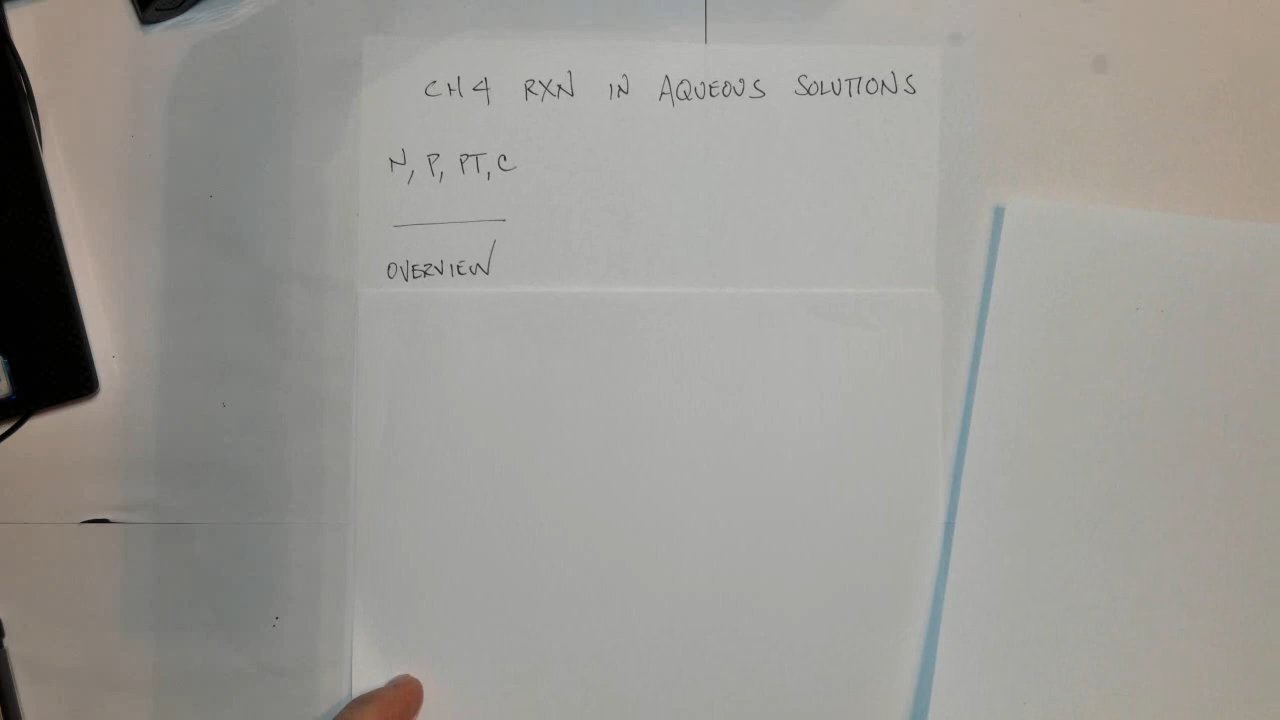 CH 4 RXN IN AQUEOUS SOLUTIONS
N, P, PT, C
OVERVIEW